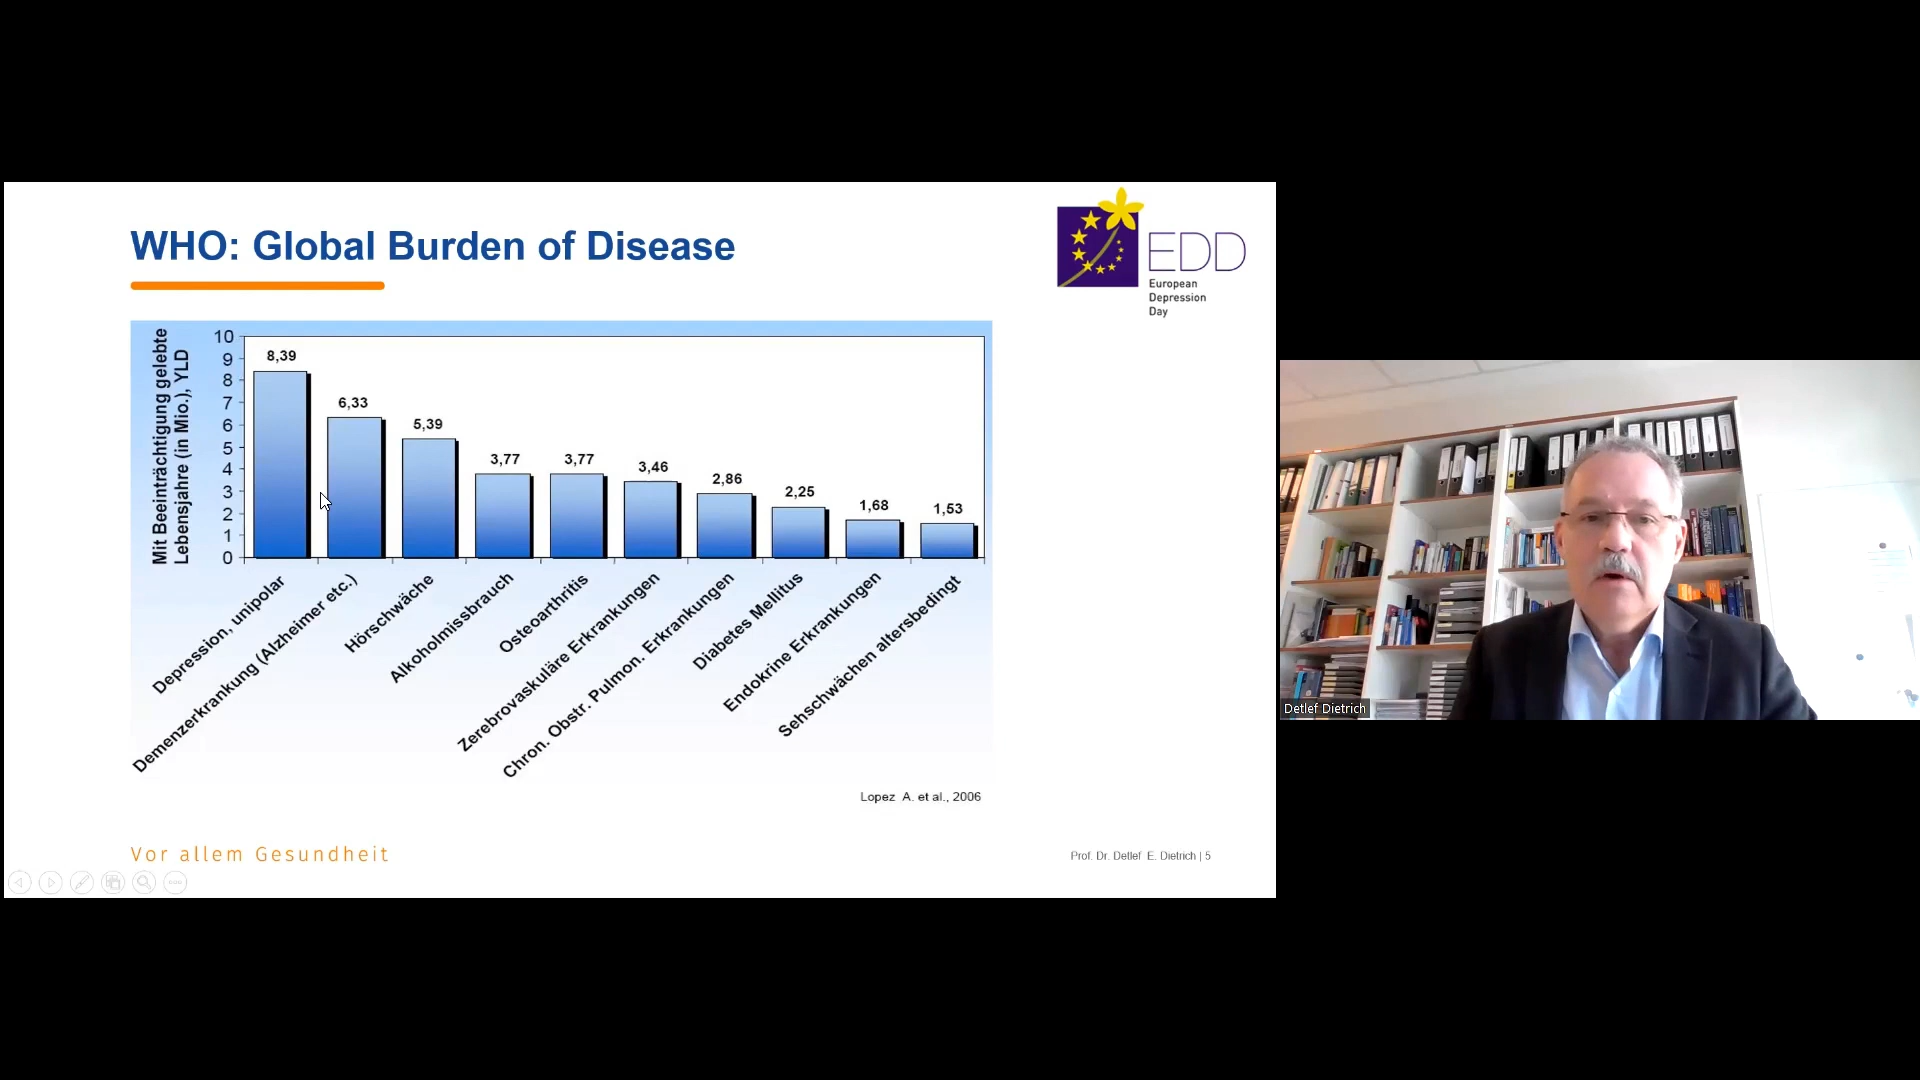 WHO: Global Burden of Disease
EDD
European
Depression
Day
Mit Beeinträchtigung gelebte
Lebensjahre (in Mio.), YLD
10
9
8
7
6
5
4
3
2
1
0
8,39
6,33
5,39
3,77
3,77
3,46
2,86
2,25
1,68
1,53
Depression, unipolar
Demenzerkrankung (Alzheimer etc.)
Hörschwäche
Alkoholmissbrauch
Osteoarthritis
Zerebrovaskuläre Erkrankungen
Chron. Obstr. Pulmon. Erkrankungen
Diabetes Mellitus
Endokrine Erkrankungen
Sehschwächen altersbedingt
Lopez A. et al., 2006
Vor allem Gesundheit
Prof. Dr. Detlef E. Dietrich | 5
Detlef Dietrich